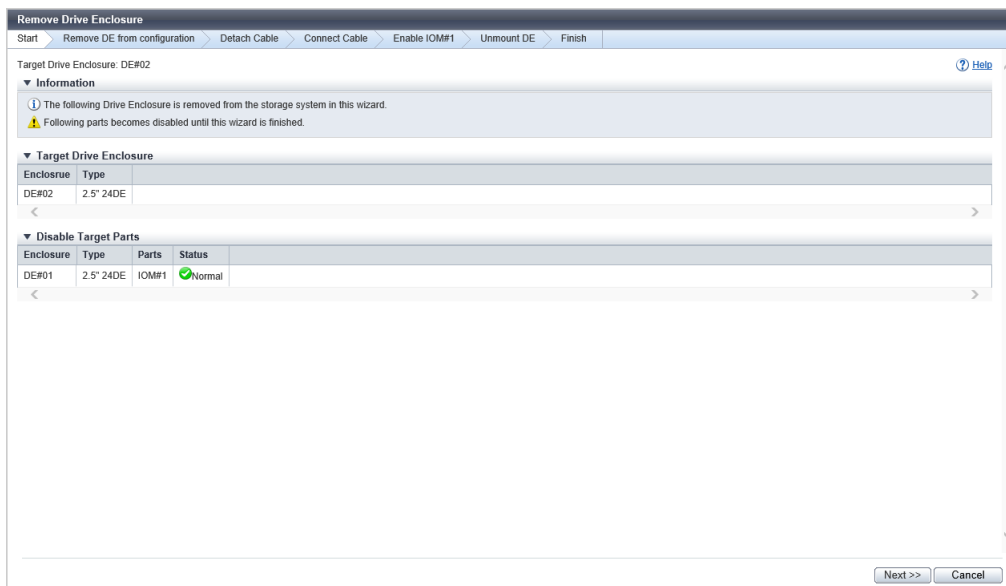 Remove Drive Enclosure
Start Remove DE from configuration Detach Cable Connect Cable Enable IOM#1 Unmount DE Finish
Target Drive Enclosure: DE#02 ? Help
▼ Information
The following Drive Enclosure is removed from the storage system in this wizard.
Following parts becomes disabled until this wizard is finished.
▼ Target Drive Enclosure
Enclosrue Type
DE#02 2.5" 24DE
▼ Disable Target Parts
Enclosure Type Parts Status
DE#01 2.5" 24DE IOM#1 Normal
Next >> Cancel